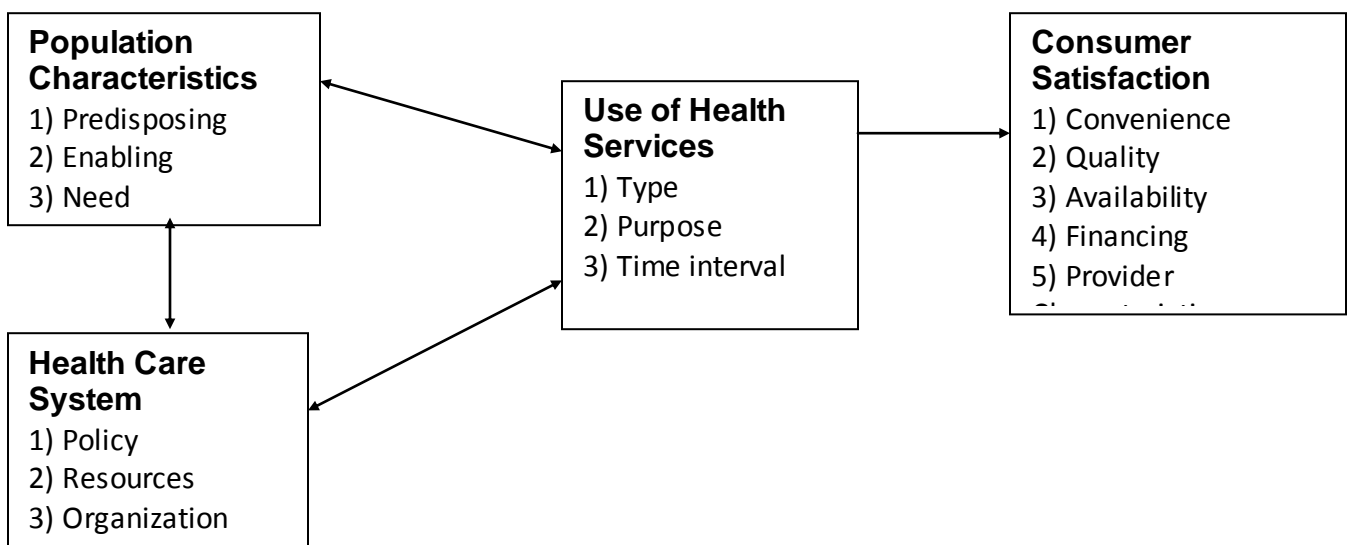 Population
Characteristics
1) Predisposing
2) Enabling
3) Need
Health Care
System
1) Policy
2) Resources
3) Organization
Use of Health
Services
1) Type
2) Purpose
3) Time interval
Consumer
Satisfaction
1) Convenience
2) Quality
3) Availability
4) Financing
5) Provider